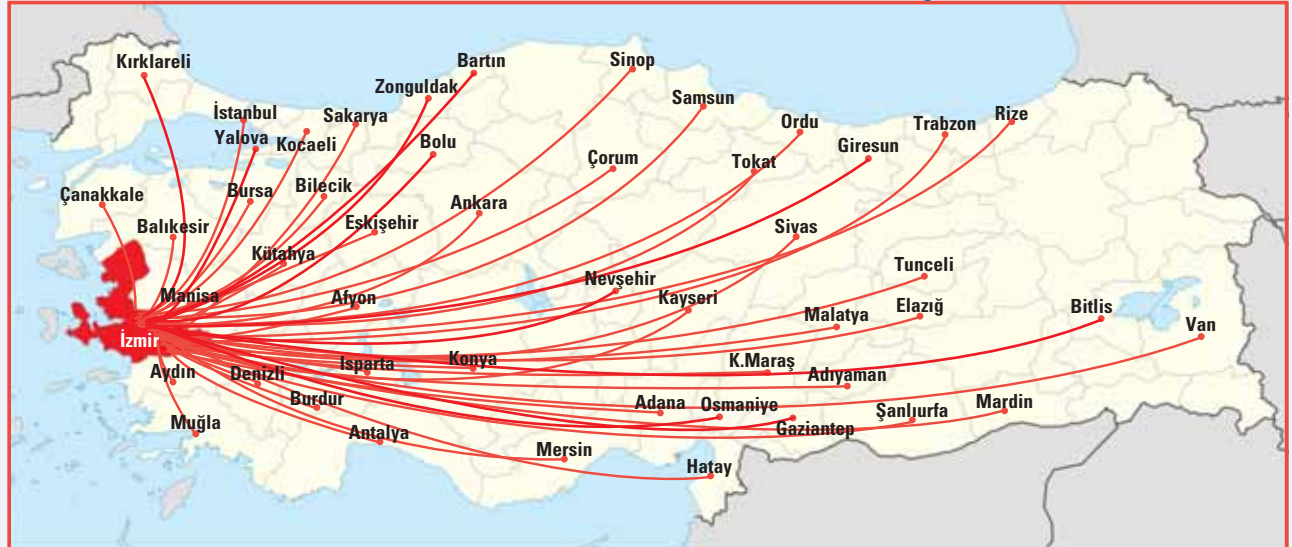 Kırklareli
Bartın
Sinop
Zonguldak
Samsun
İstanbul
Sakarya
Rize
Yalova
Kocaeli
Bolu
Ordu
Trabzon
Giresun
Çorum
Tokat
Çanakkale
Bursa
Bilecik
Ankara
Balıkesir
Eskişehir
Sivas
Kütahya
Tunceli
Nevşehir
Manisa
Afyon
Kayseri
Elazığ
Bitlis
Malatya
Van
İzmir
Konya
K.Maraş
Isparta
Aydın
Denizli
Adıyaman
Burdur
Adana
Osmaniye
Mardin
Şanlıurfa
Muğla
Gaziantep
Antalya
Mersin
Hatay